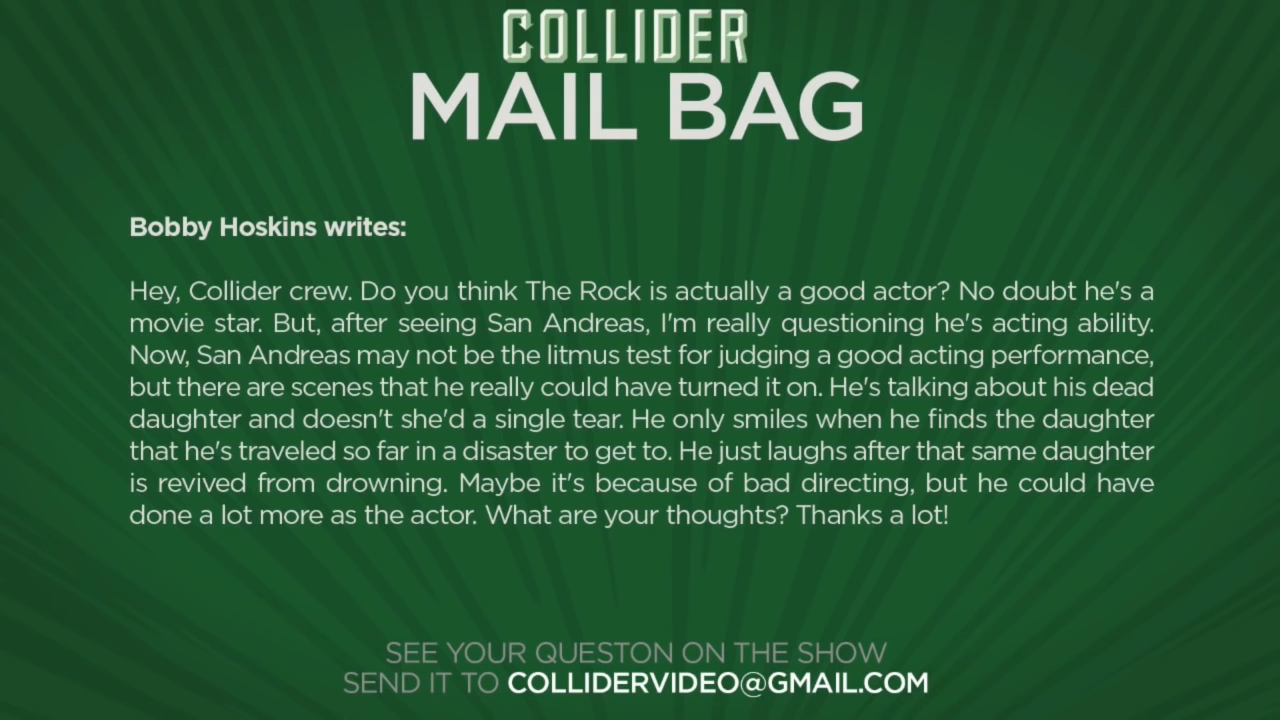 COLLIDER
MAIL BAG
Bobby Hoskins writes:
Hey, Collider crew. Do you think The Rock is actually a good actor? No doubt he's a
movie star. But, after seeing San Andreas, I'm really questioning he's acting ability.
Now, San Andreas may not be the litmus test for judging a good acting performance,
but there are scenes that he really could have turned it on. He's talking about his dead
daughter and doesn't she'd a single tear. He only smiles when he finds the daughter
that he's traveled so far in a disaster to get to. He just laughs after that same daughter
is revived from drowning. Maybe it's because of bad directing, but he could have
done a lot more as the actor. What are your thoughts? Thanks a lot!
SEE YOUR QUESTON ON THE SHOW
SEND IT TO COLLIDERVIDEO@GMAIL.COM